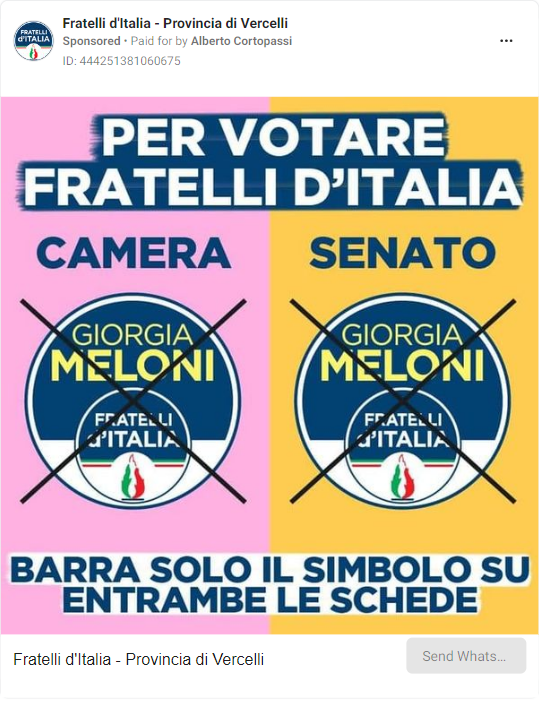 FRATELLI
d'ITALIA
Fratelli d'Italia - Provincia di Vercelli
Sponsored • Paid for by Alberto Cortopassi
ID: 444251381060675
PER VOTARE
FRATELLI D'ITALIA
CAMERA
SENATO
GIORGIA
MELONI
FRATELLI
d'ITALIA
GIORGIA
MELONI
FRATELLI
d'ITALIA
BARRA SOLO IL SIMBOLO SU
ENTRAMBE LE SCHEDE
Fratelli d'Italia - Provincia di Vercelli
Send Whats...